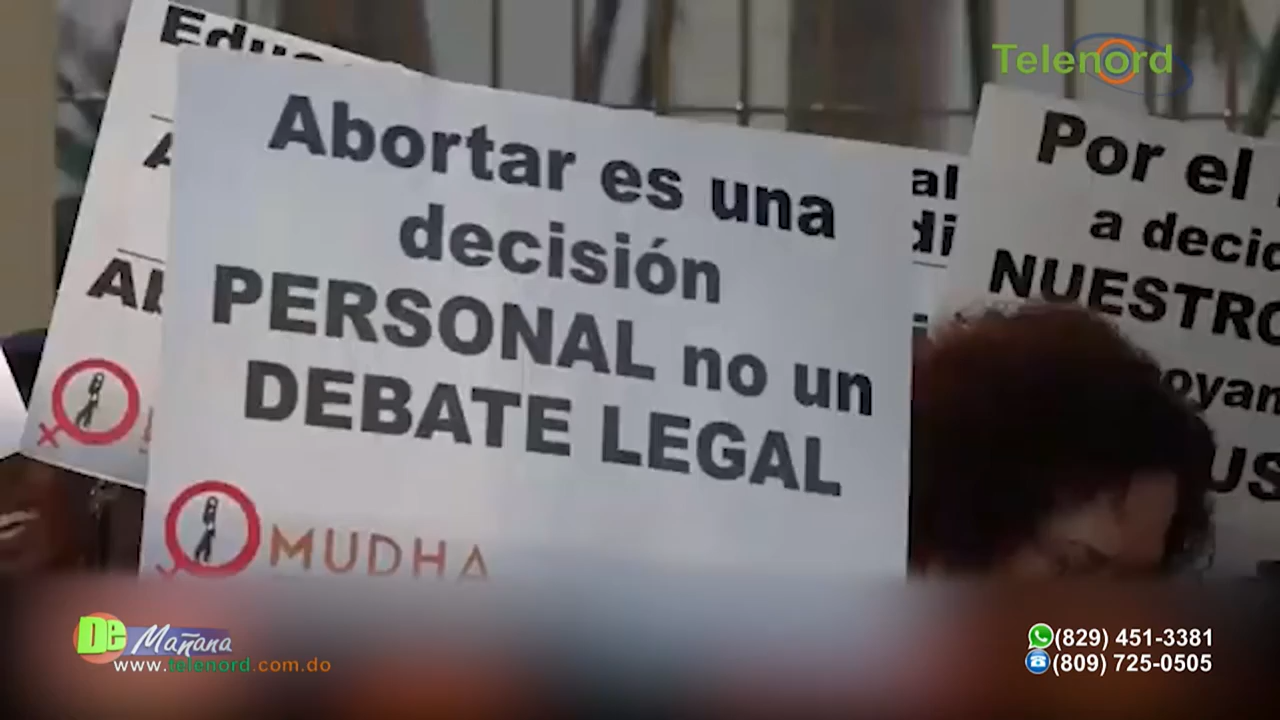 Telenord
Abortar es una
decisión
PERSONAL no un
DEBATE LEGAL
MUDHA
Por el
a decid
NUESTRO
De Mañana
www.telenord.com.do
(829) 451-3381
(809) 725-0505